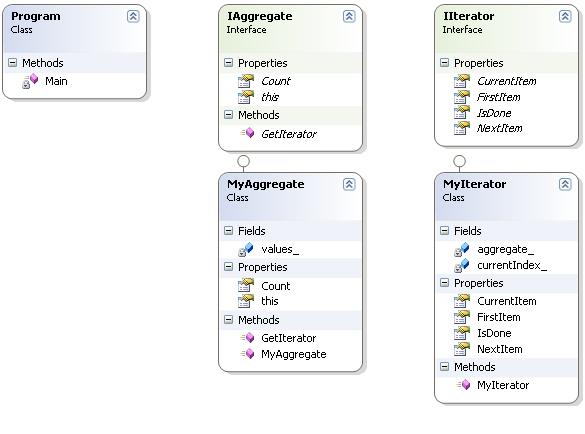 Program
Class
Methods
Main
IAggregate
Interface
Properties
Count
this
Methods
GetIterator
IIterator
Interface
Properties
CurrentItem
FirstItem
IsDone
NextItem
MyAggregate
Class
Fields
values_
Properties
Count
this
Methods
GetIterator
MyAggregate
MyIterator
Class
Fields
aggregate_
currentIndex_
Properties
CurrentItem
FirstItem
IsDone
NextItem
Methods
MyIterator